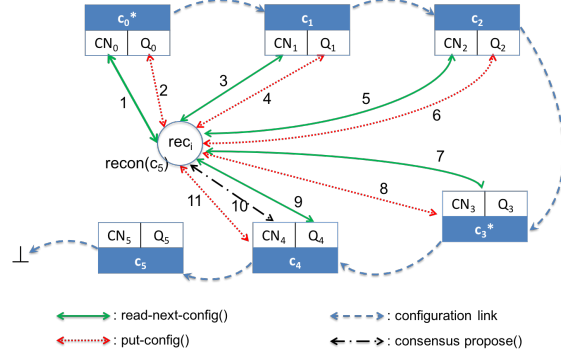 c₀* c₁ c₂
CN₀ Q₀ CN₁ Q₁ CN₂ Q₂
1 2 3 4 5 6
recᵢ
recon(c₅)
7
8
9
10
11
CN₃ Q₃
c₃*
CN₅ Q₅ CN₄ Q₄
⊥ c₅ c₄
: read-next-config() : configuration link
: put-config() : consensus propose()